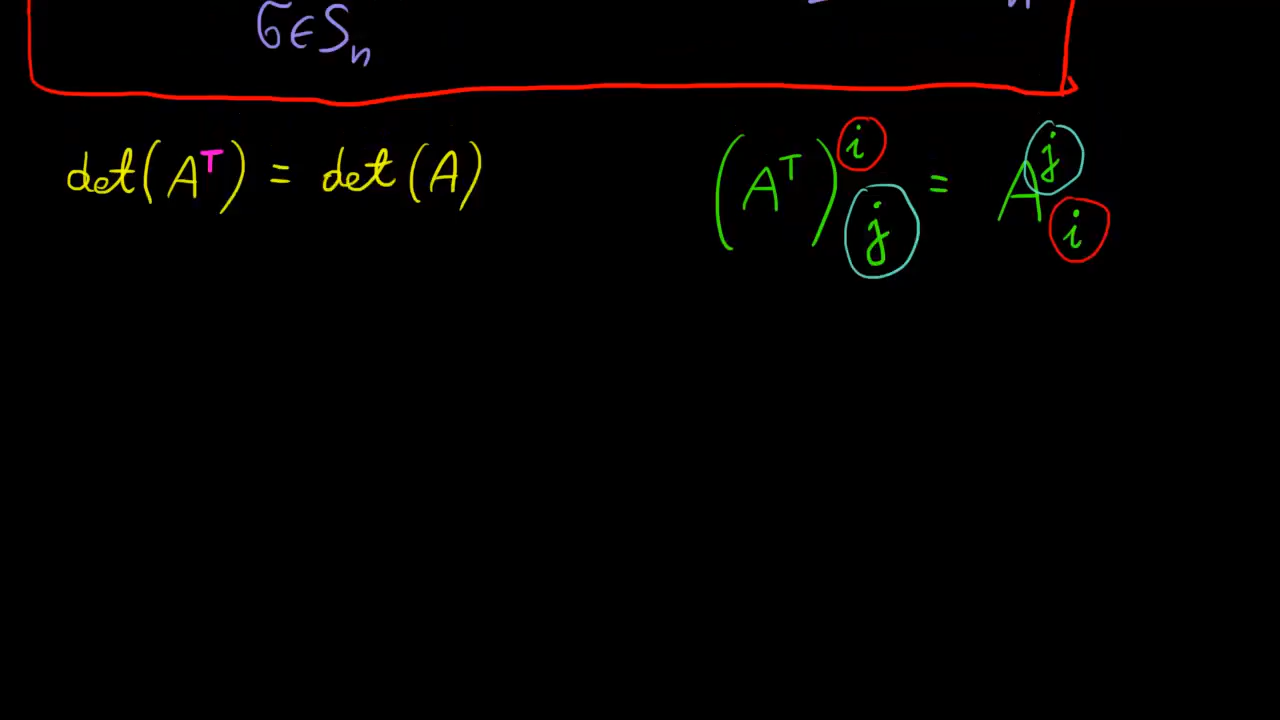 σ∈Sₙ
n
det(Aᵀ) = det(A)
(Aᵀ)ⁱⱼ = Aʲᵢ